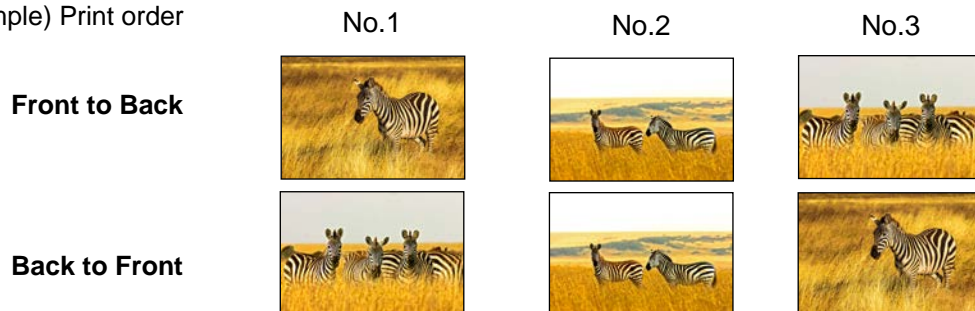 mple) Print order
No.1 No.2 No.3
Front to Back
Back to Front